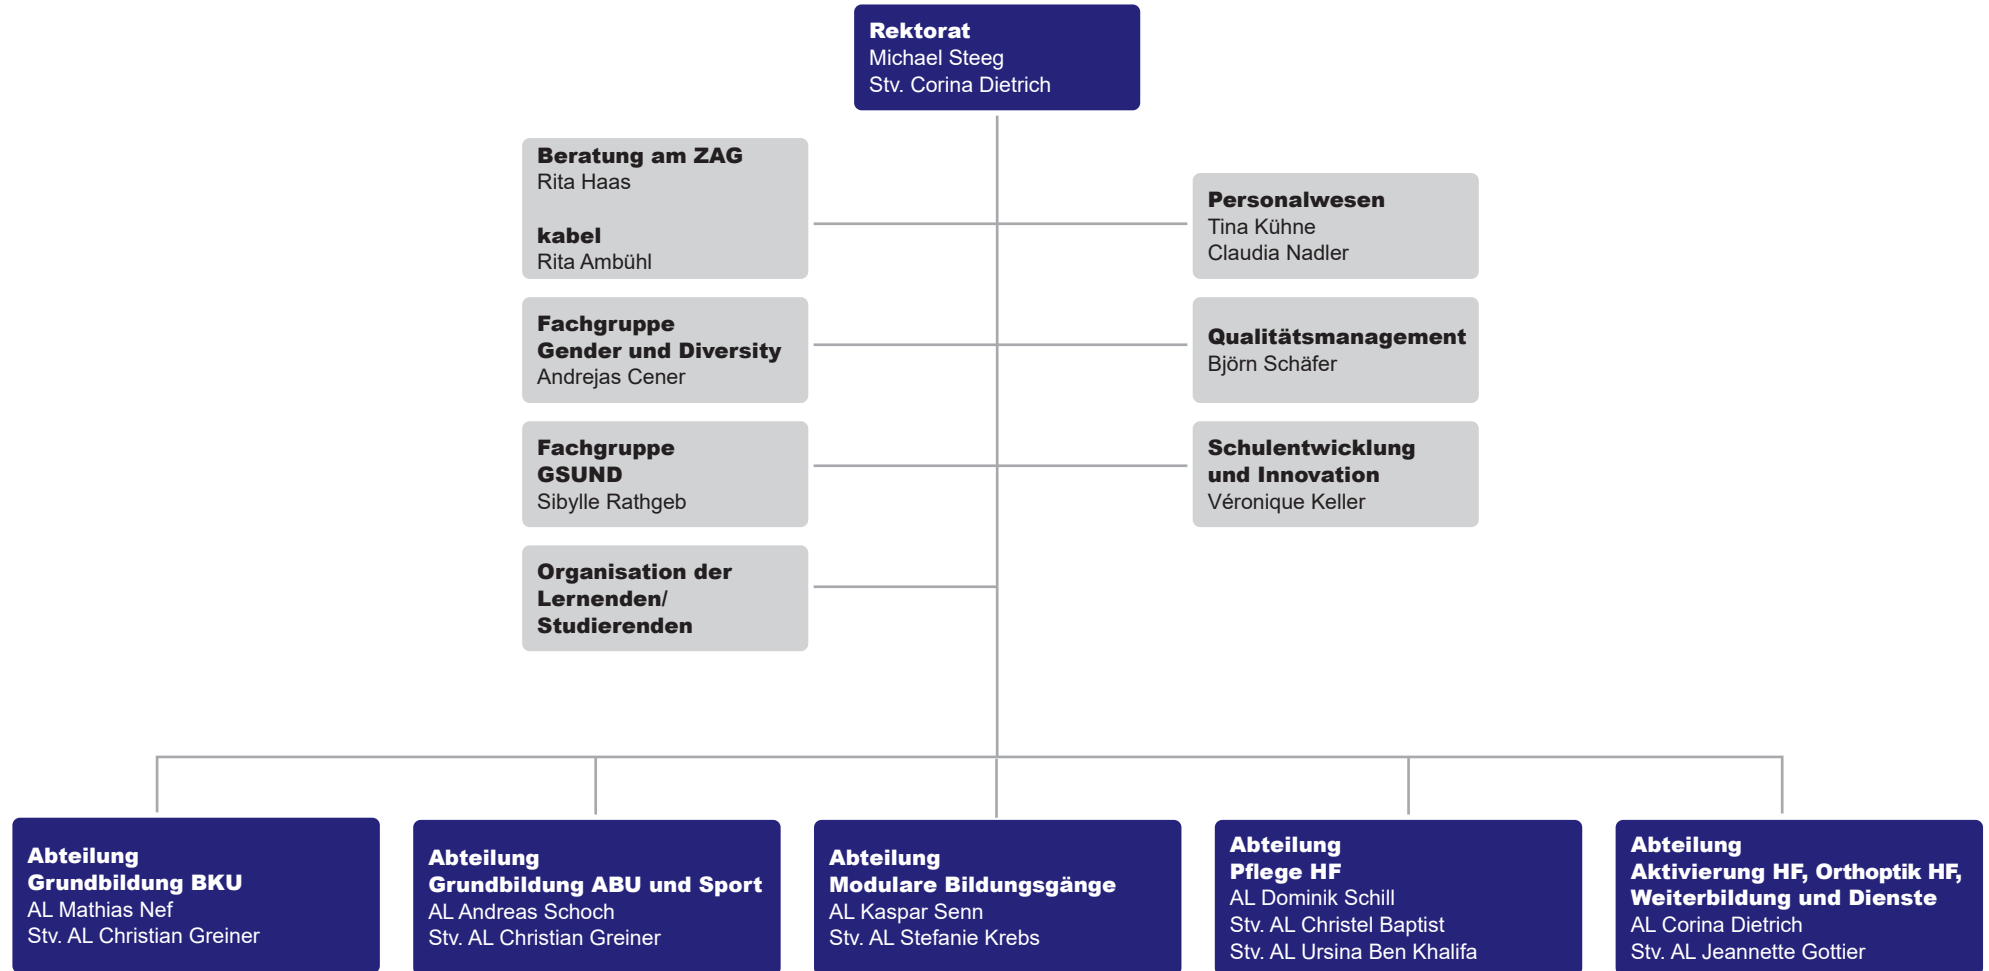 Rektorat
Michael Steeg
Stv. Corina Dietrich
Beratung am ZAG
Rita Haas
kabel
Rita Ambühl
Personalwesen
Tina Kühne
Claudia Nadler
Fachgruppe
Gender und Diversity
Andrejas Cener
Qualitätsmanagement
Björn Schäfer
Fachgruppe
GSUND
Sibylle Rathgeb
Schulentwicklung
und Innovation
Véronique Keller
Organisation der
Lernenden/
Studierenden
Abteilung
Grundbildung BKU
AL Mathias Nef
Stv. AL Christian Greiner
Abteilung
Grundbildung ABU und Sport
AL Andreas Schoch
Stv. AL Christian Greiner
Abteilung
Modulare Bildungsgänge
AL Kaspar Senn
Stv. AL Stefanie Krebs
Abteilung
Pflege HF
AL Dominik Schill
Stv. AL Christel Baptist
Stv. AL Ursina Ben Khalifa
Abteilung
Aktivierung HF, Orthoptik HF,
Weiterbildung und Dienste
AL Corina Dietrich
Stv. AL Jeannette Gottier